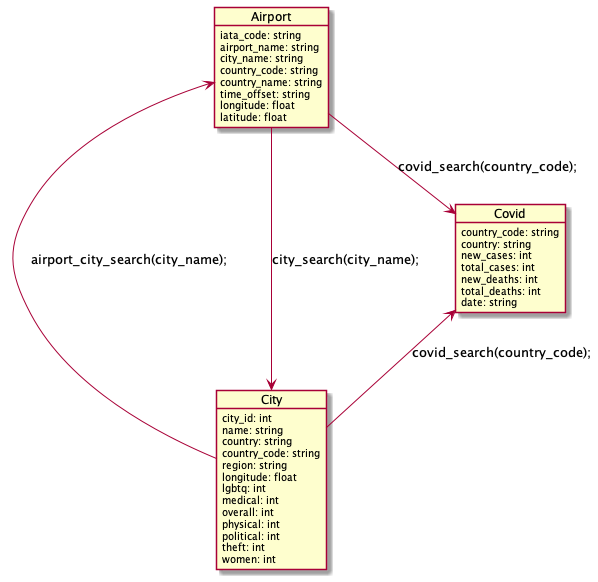 Airport
iata_code: string
airport_name: string
city_name: string
country_code: string
country_name: string
time_offset: string
longitude: float
latitude: float
covid_search(country_code);
Covid
country_code: string
country: string
new_cases: int
total_cases: int
new_deaths: int
total_deaths: int
date: string
airport_city_search(city_name);
city_search(city_name);
covid_search(country_code);
City
city_id: int
name: string
country: string
country_code: string
region: string
longitude: float
lgbtq: int
medical: int
overall: int
physical: int
political: int
theft: int
women: int